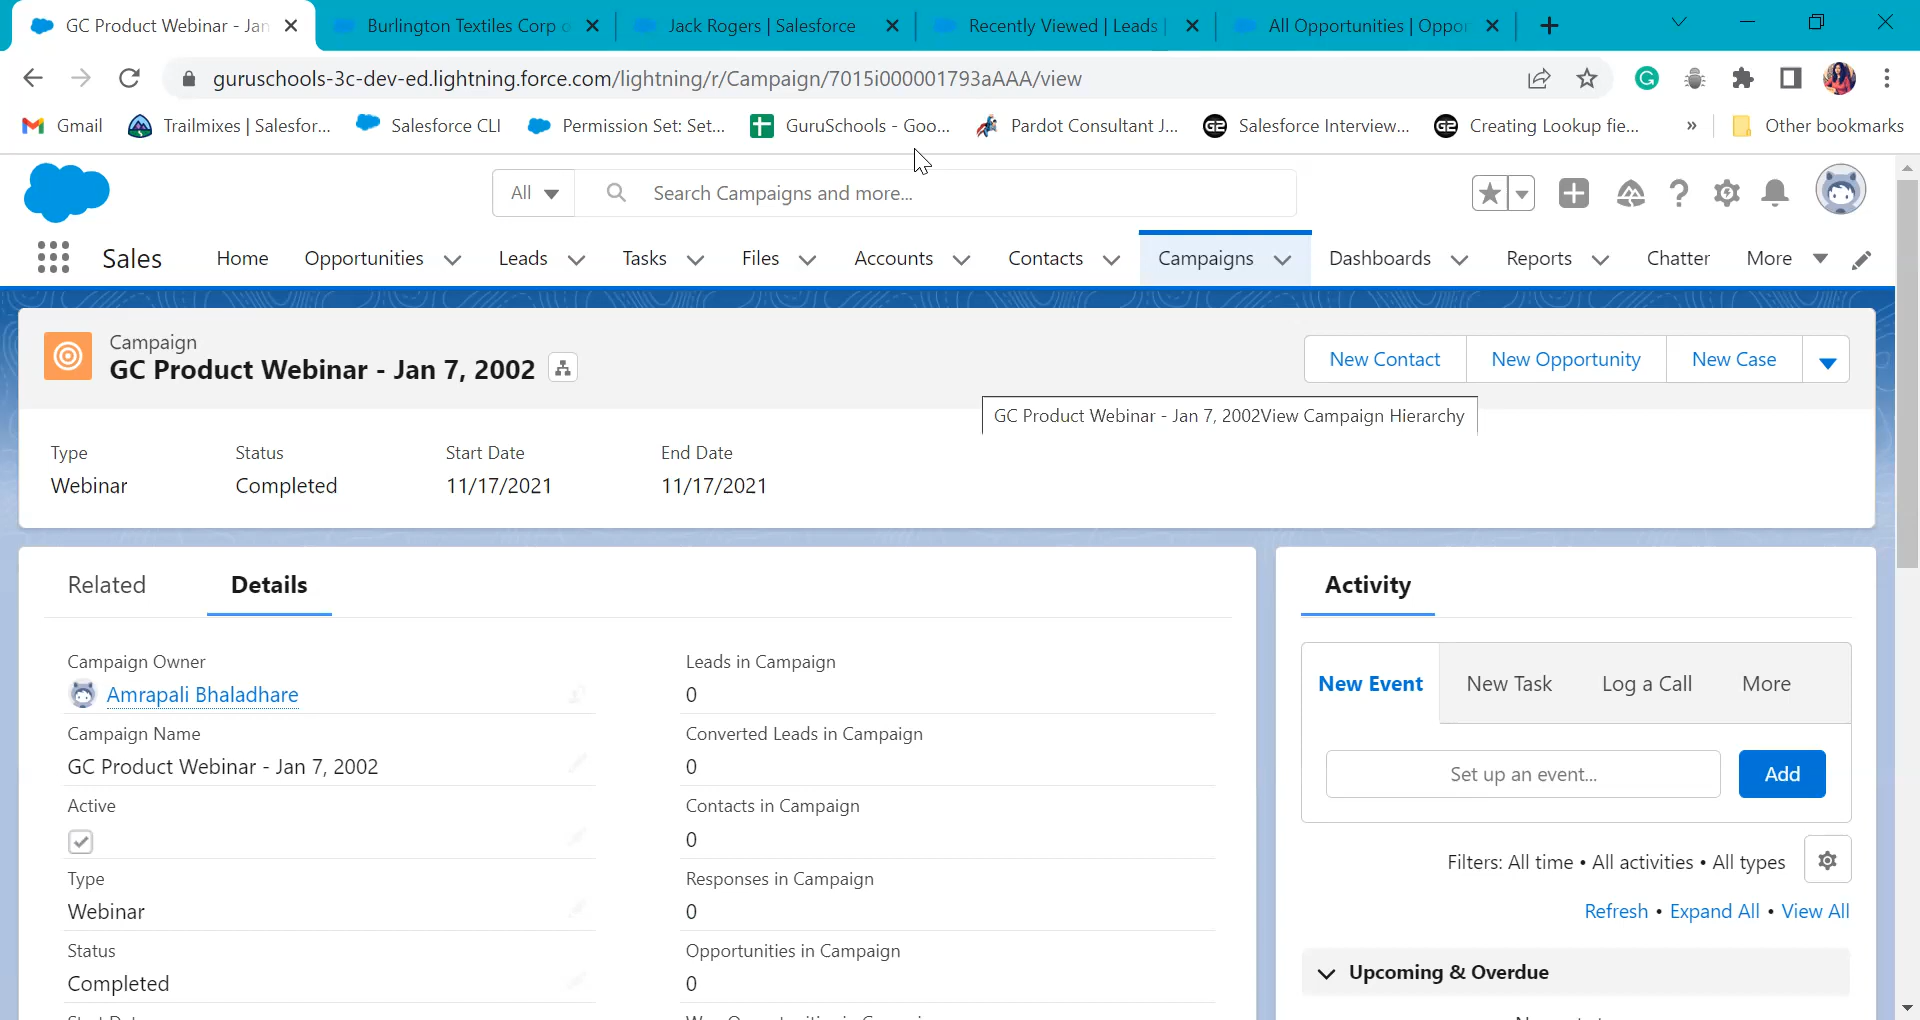 GC Product Webinar - Jan
Burlington Textiles Corp o
Jack Rogers | Salesforce
Recently Viewed | Leads |
All Opportunities | Oppor
guruschools-3c-dev-ed.lightning.force.com/lightning/r/Campaign/7015i000001793aAAA/view
Gmail Trailmixes | Salesfor... Salesforce CLI Permission Set: Set... GuruSchools - Goo... Pardot Consultant J... Salesforce Interview... Creating Lookup fie... » Other bookmarks
All Search Campaigns and more...
Sales Home Opportunities Leads Tasks Files Accounts Contacts Campaigns Dashboards Reports Chatter More
Campaign
GC Product Webinar - Jan 7, 2002
New Contact New Opportunity New Case
GC Product Webinar - Jan 7, 2002View Campaign Hierarchy
Type Status Start Date End Date
Webinar Completed 11/17/2021 11/17/2021
Related Details
Campaign Owner
Amrapali Bhaladhare
Campaign Name
GC Product Webinar - Jan 7, 2002
Active
Type
Webinar
Status
Completed
Leads in Campaign
0
Converted Leads in Campaign
0
Contacts in Campaign
0
Responses in Campaign
0
Opportunities in Campaign
0
Activity
New Event New Task Log a Call More
Set up an event... Add
Filters: All time • All activities • All types
Refresh • Expand All • View All
Upcoming & Overdue